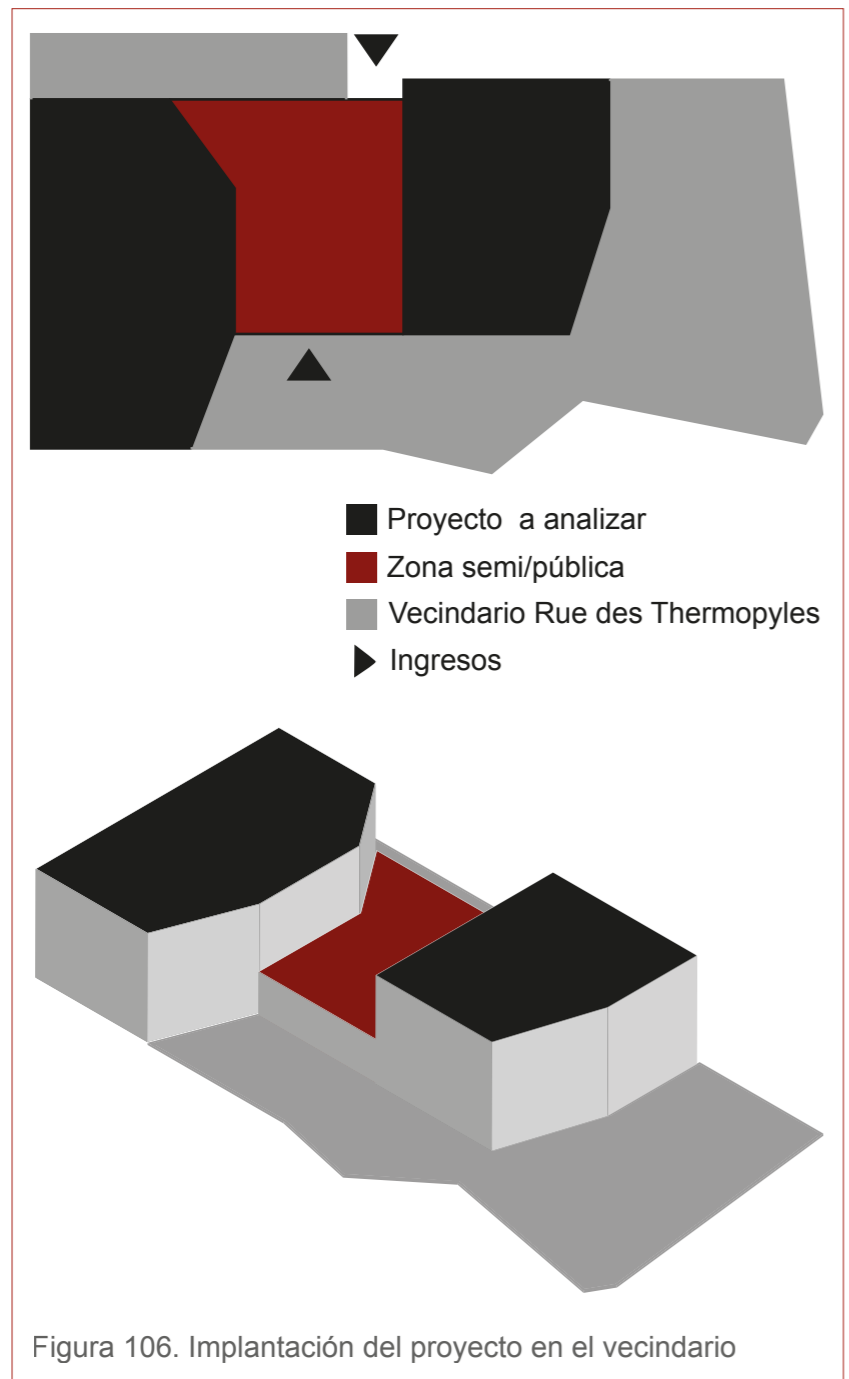 Proyecto a analizar
Zona semi/pública
Vecindario Rue des Thermopyles
Ingresos
Figura 106. Implantación del proyecto en el vecindario